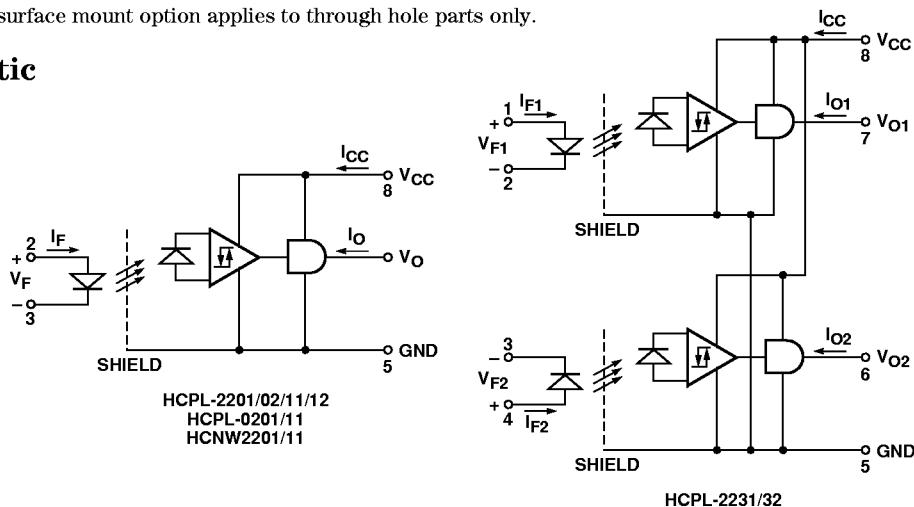 surface mount option applies to through hole parts only.
tic
ICC
VCC
8
2
IF
+
VF
–
3
IO
VO
SHIELD
GND
5
HCPL-2201/02/11/12
HCPL-0201/11
HCNW2201/11
ICC
VCC
8
1
IF1
+
VF1
–
2
IO1
VO1
7
SHIELD
3
–
VF2
+
4
IF2
IO2
VO2
6
SHIELD
GND
5
HCPL-2231/32